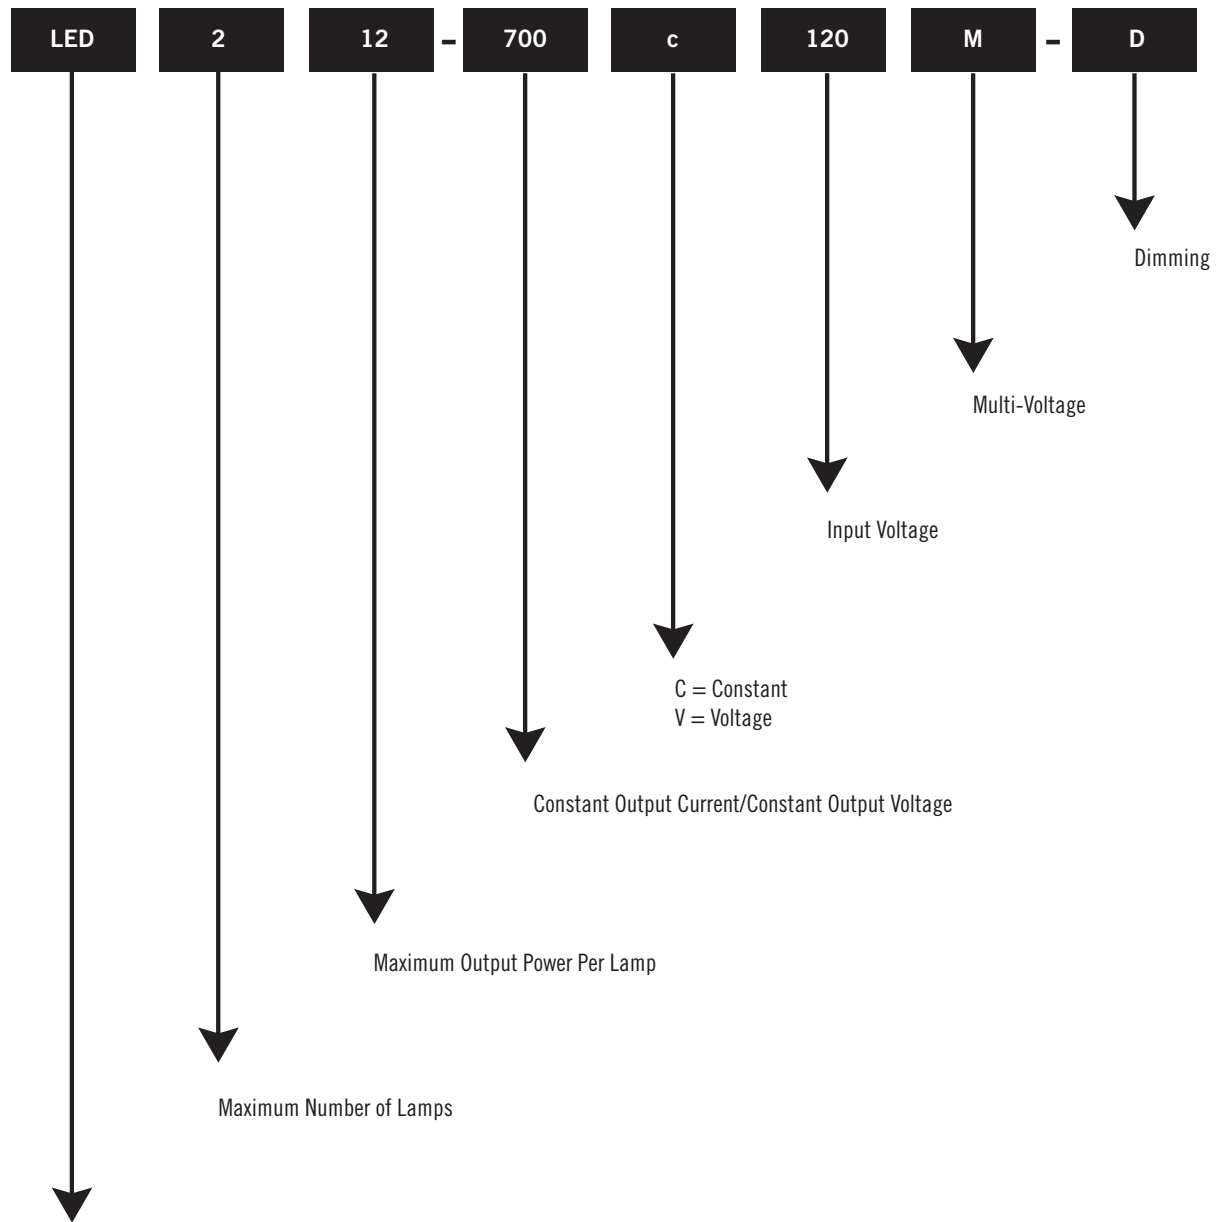 LED 2 12 - 700 c 120 M - D
Dimming
Multi-Voltage
Input Voltage
C = Constant
V = Voltage
Constant Output Current/Constant Output Voltage
Maximum Output Power Per Lamp
Maximum Number of Lamps